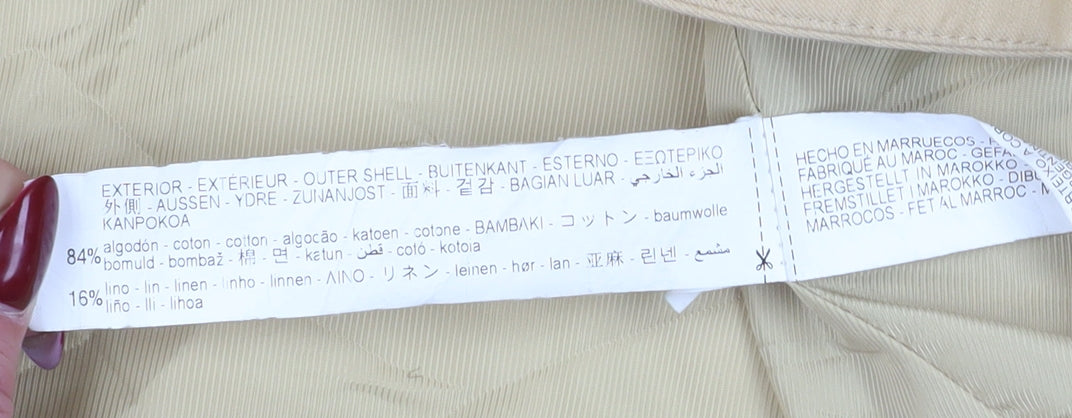 EXTERIOR - EXTÉRIEUR - OUTER SHELL - BUITENKANT - ESTERNO - ΕΞΩΤΕΡΙΚΟ
外側 - AUSSEN - YDRE - ZUNANJOST - 面料 - 겉감 - BAGIAN LUAR - الجزء الخارجي
KANPOKOA
84% algodón - coton - cotton - algocão - katoen - cotone - BAMBAKI - コットン - baumwolle
bomuld - bombaž - 棉 - 면 - katun - قطن - cotó - kotoia
16% lino - lin - linen - linho - linnen - ΛΙΝΟ - リネン - leinen - hør - lan - 亚麻 - 린넨 - مشمع
liño - lli - lihoa
HECHO EN MARRUECOS -
FABRIQUÉ AU MAROC -
HERGESTELLT IN MAROKKO -
FREMSTILLET I MAROKKO -
MARROCOS - FET AL MARROC -